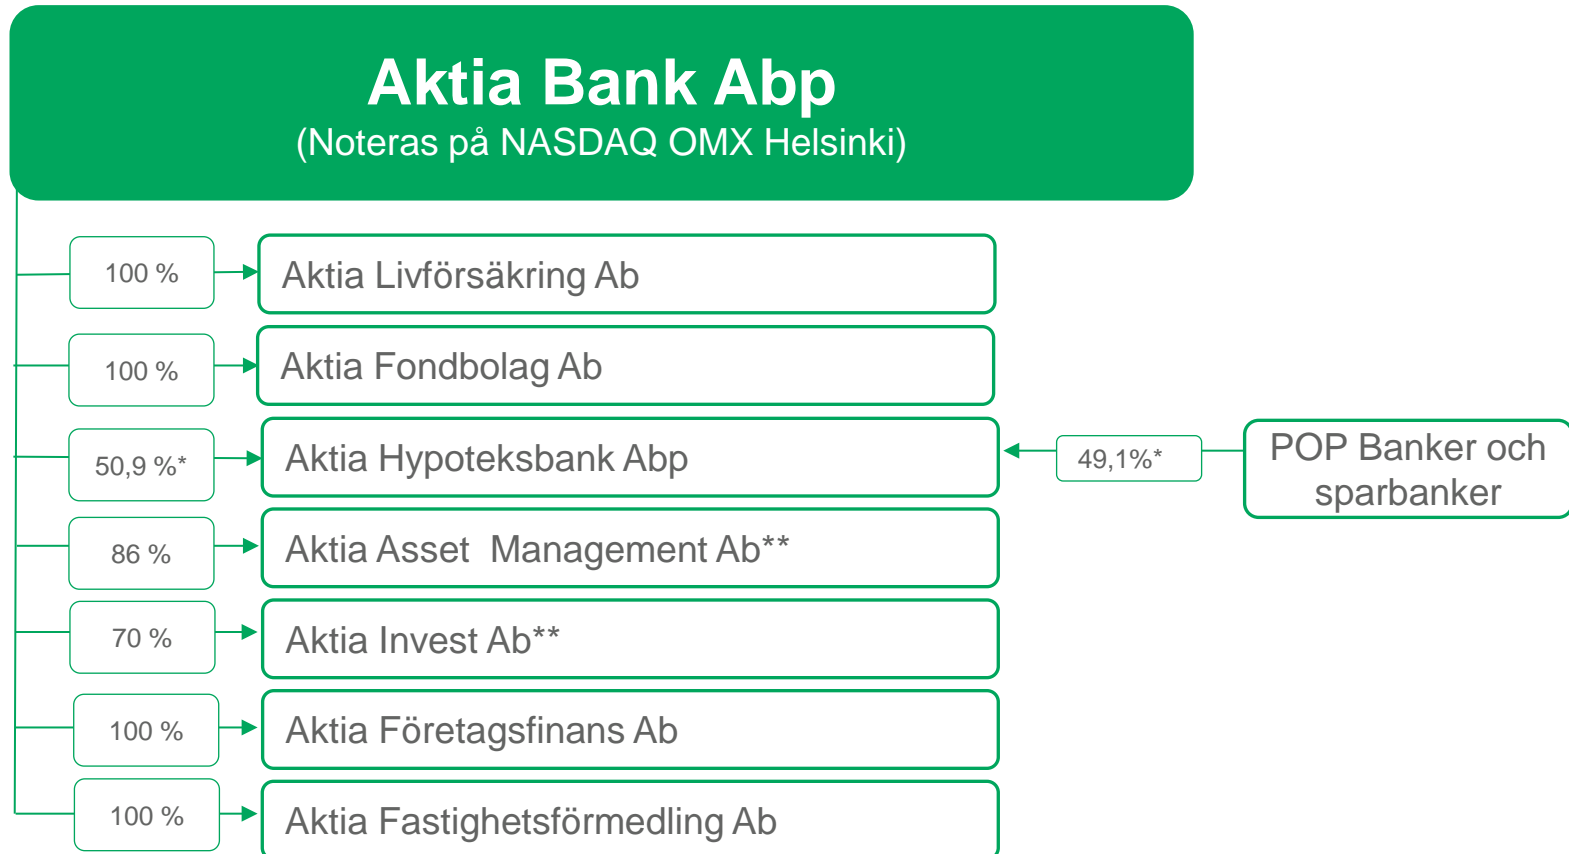 Aktia Bank Abp
(Noteras på NASDAQ OMX Helsinki)
100 %
Aktia Livförsäkring Ab
100 %
Aktia Fondbolag Ab
50,9 %*
Aktia Hypoteksbank Abp
49,1%*
POP Banker och
sparbanker
86 %
Aktia Asset Management Ab**
70 %
Aktia Invest Ab**
100 %
Aktia Företagsfinans Ab
100 %
Aktia Fastighetsförmedling Ab